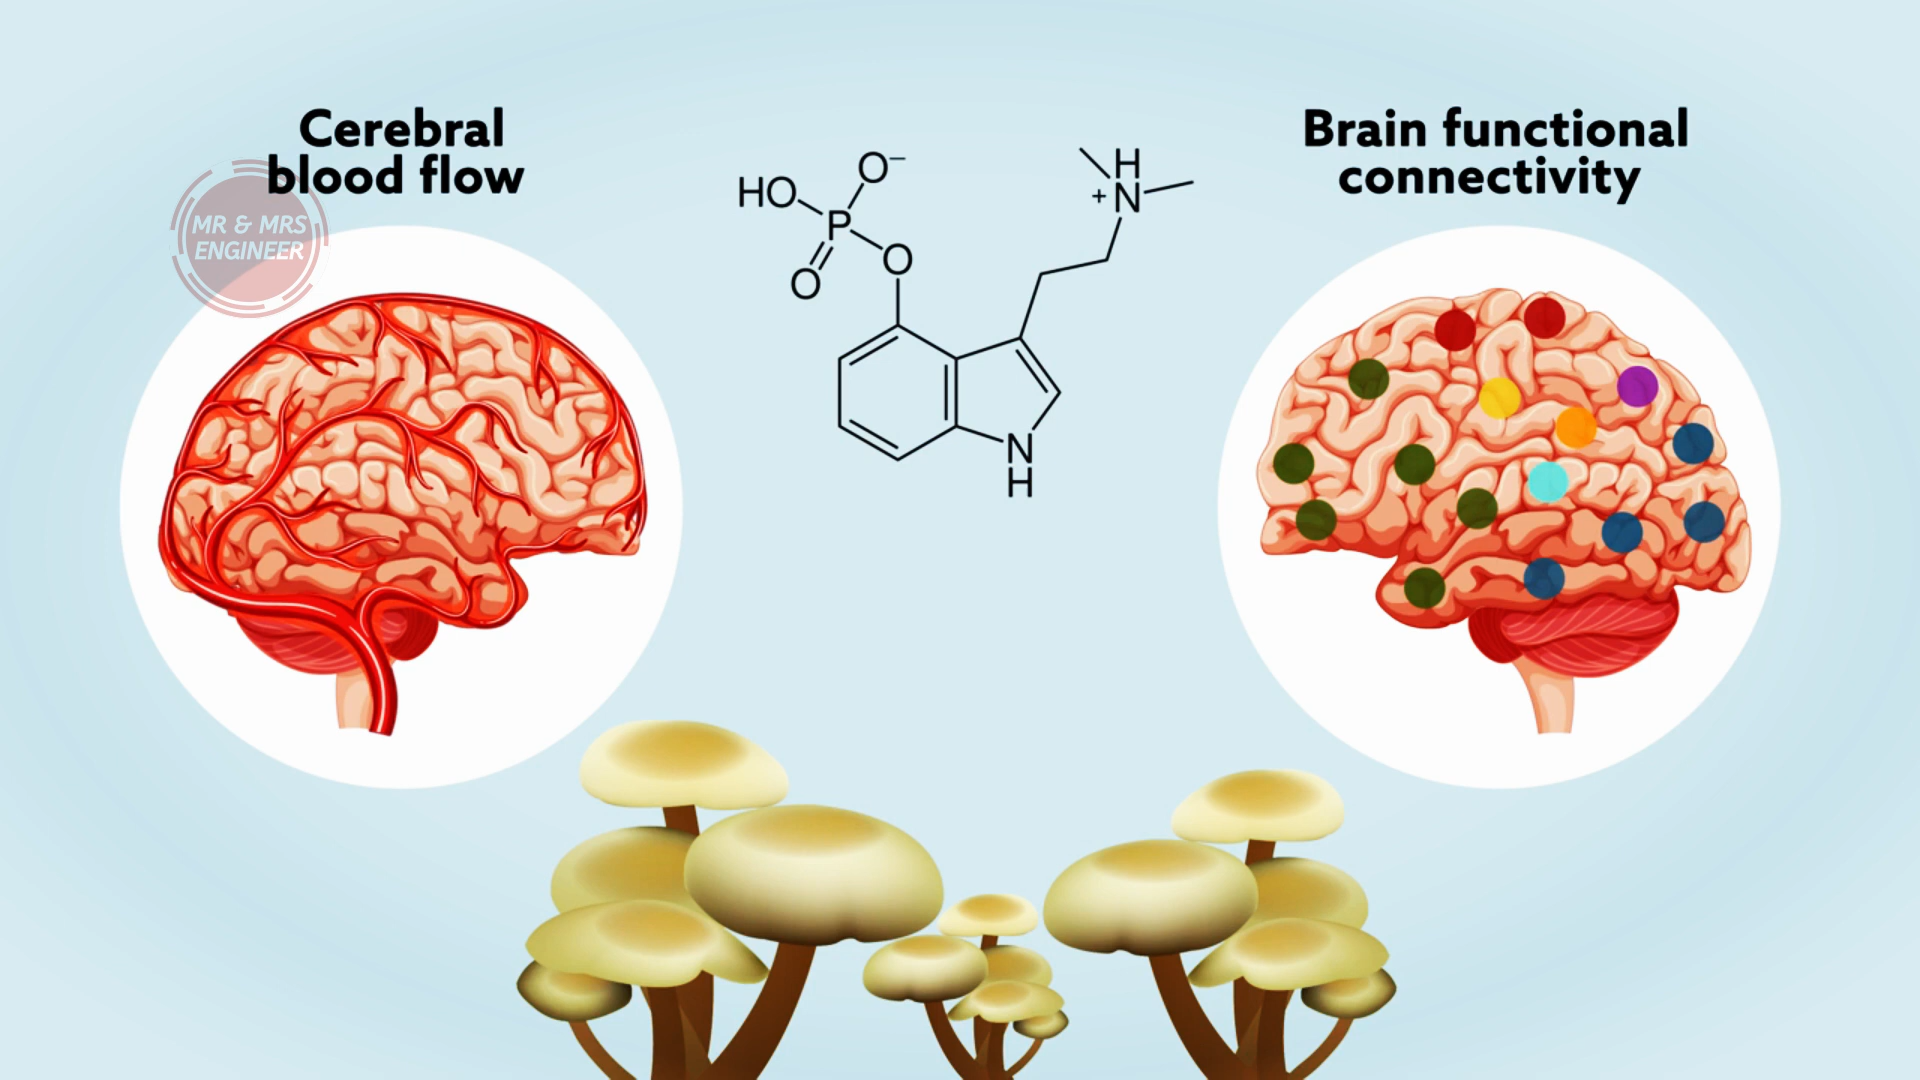 Cerebral
blood flow
MR & MRS
ENGINEER
Brain functional
connectivity
HO
O−
P
O
O
H
+N
N
H